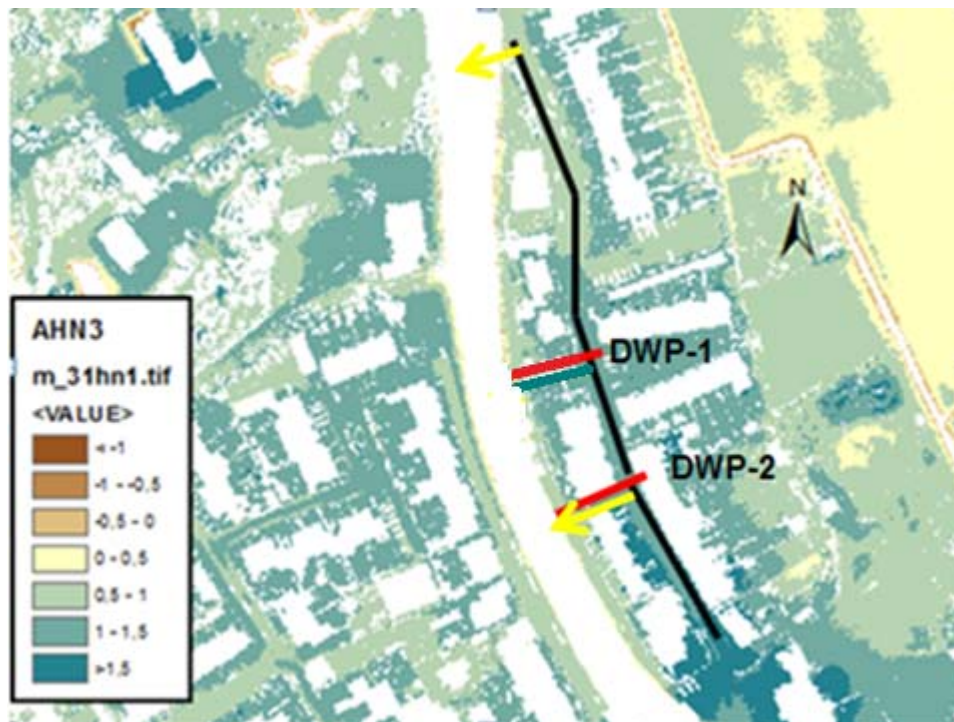 N
AHN3
m_31hn1.tif
<VALUE>
< -1
-1 - -0,5
-0,5 - 0
0 - 0,5
0,5 - 1
1 - 1,5
>1,5
DWP-1
DWP-2